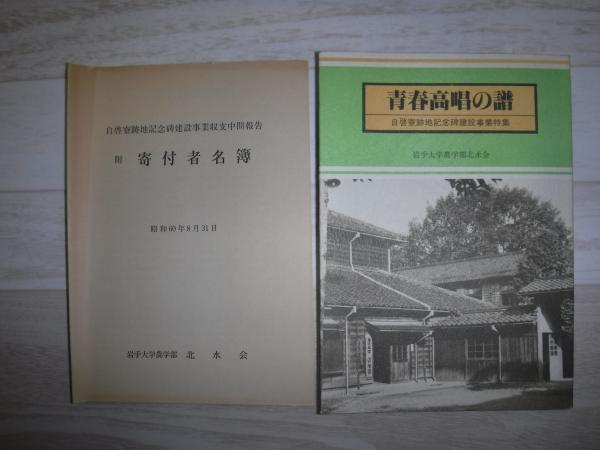 自啓寮跡地記念碑建設事業収支中間報告
附 寄付者名簿
昭和60年8月31日
岩手大学農学部 北水会
青春高唱の譜
自啓寮跡地記念碑建設事業特集
岩手大学農学部北水会